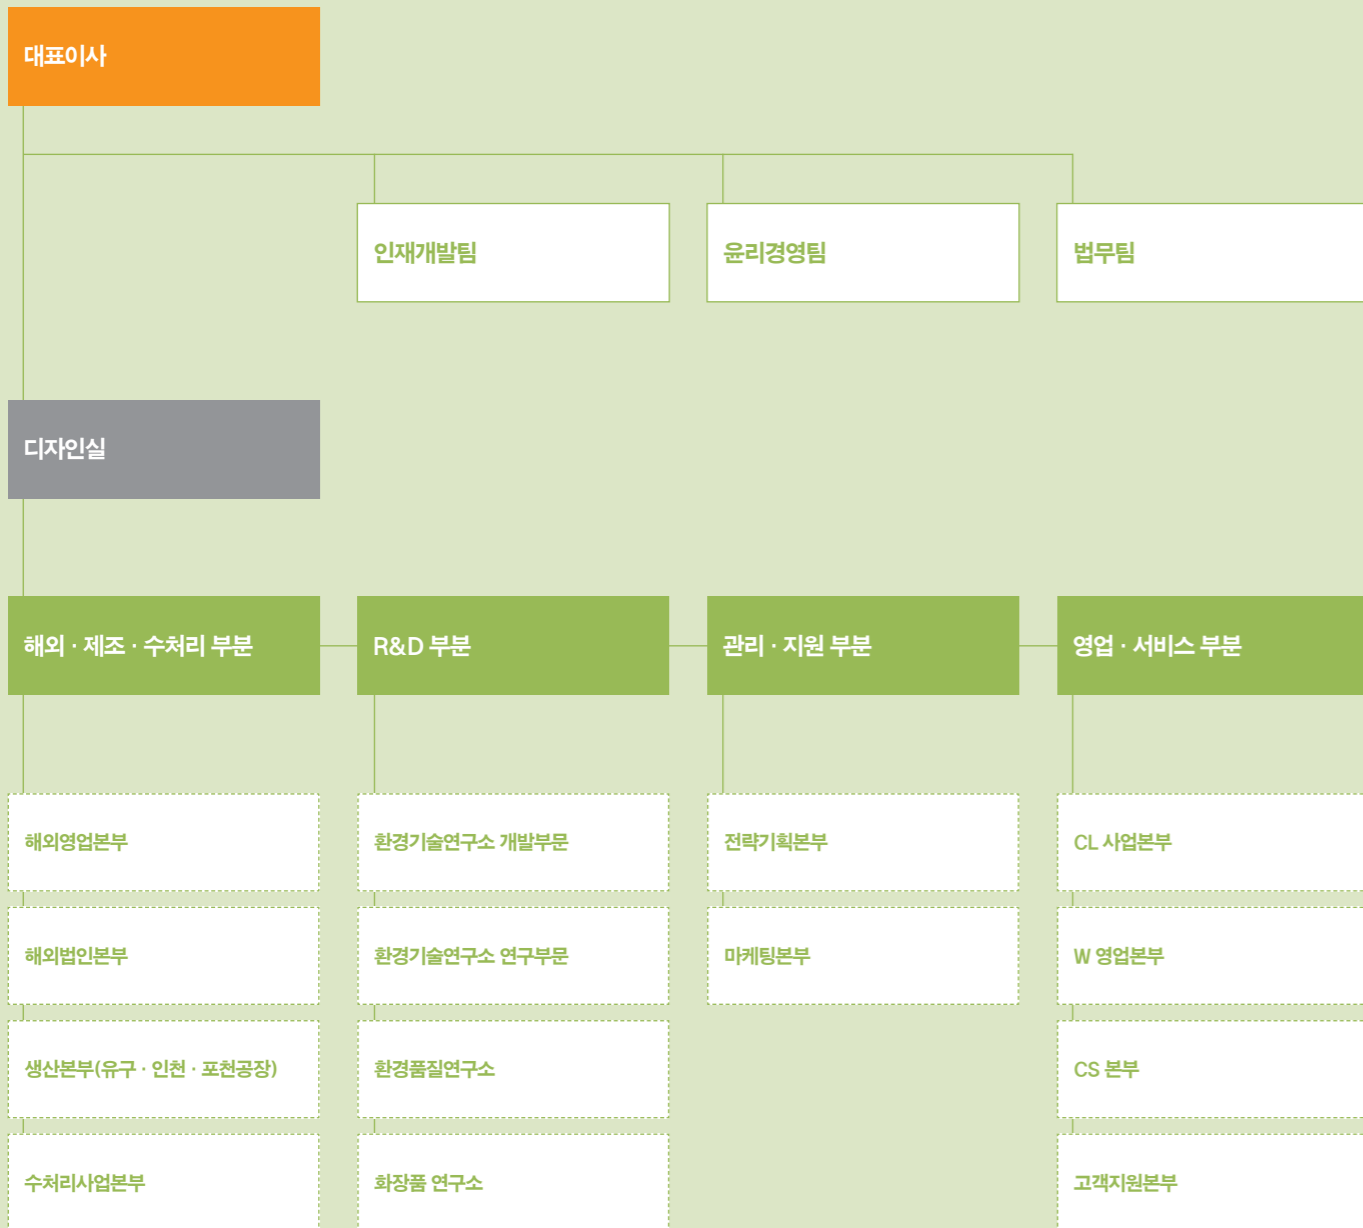 대표이사
인재개발팀
윤리경영팀
법무팀
디자인실
해외 · 제조 · 수처리 부분
R&D 부분
관리 · 지원 부분
영업 · 서비스 부분
해외영업본부
환경기술연구소 개발부문
전략기획본부
CL 사업본부
해외법인본부
환경기술연구소 연구부문
마케팅본부
W 영업본부
생산본부(유구 · 인천 · 포천공장)
환경품질연구소
CS 본부
수처리사업본부
화장품 연구소
고객지원본부